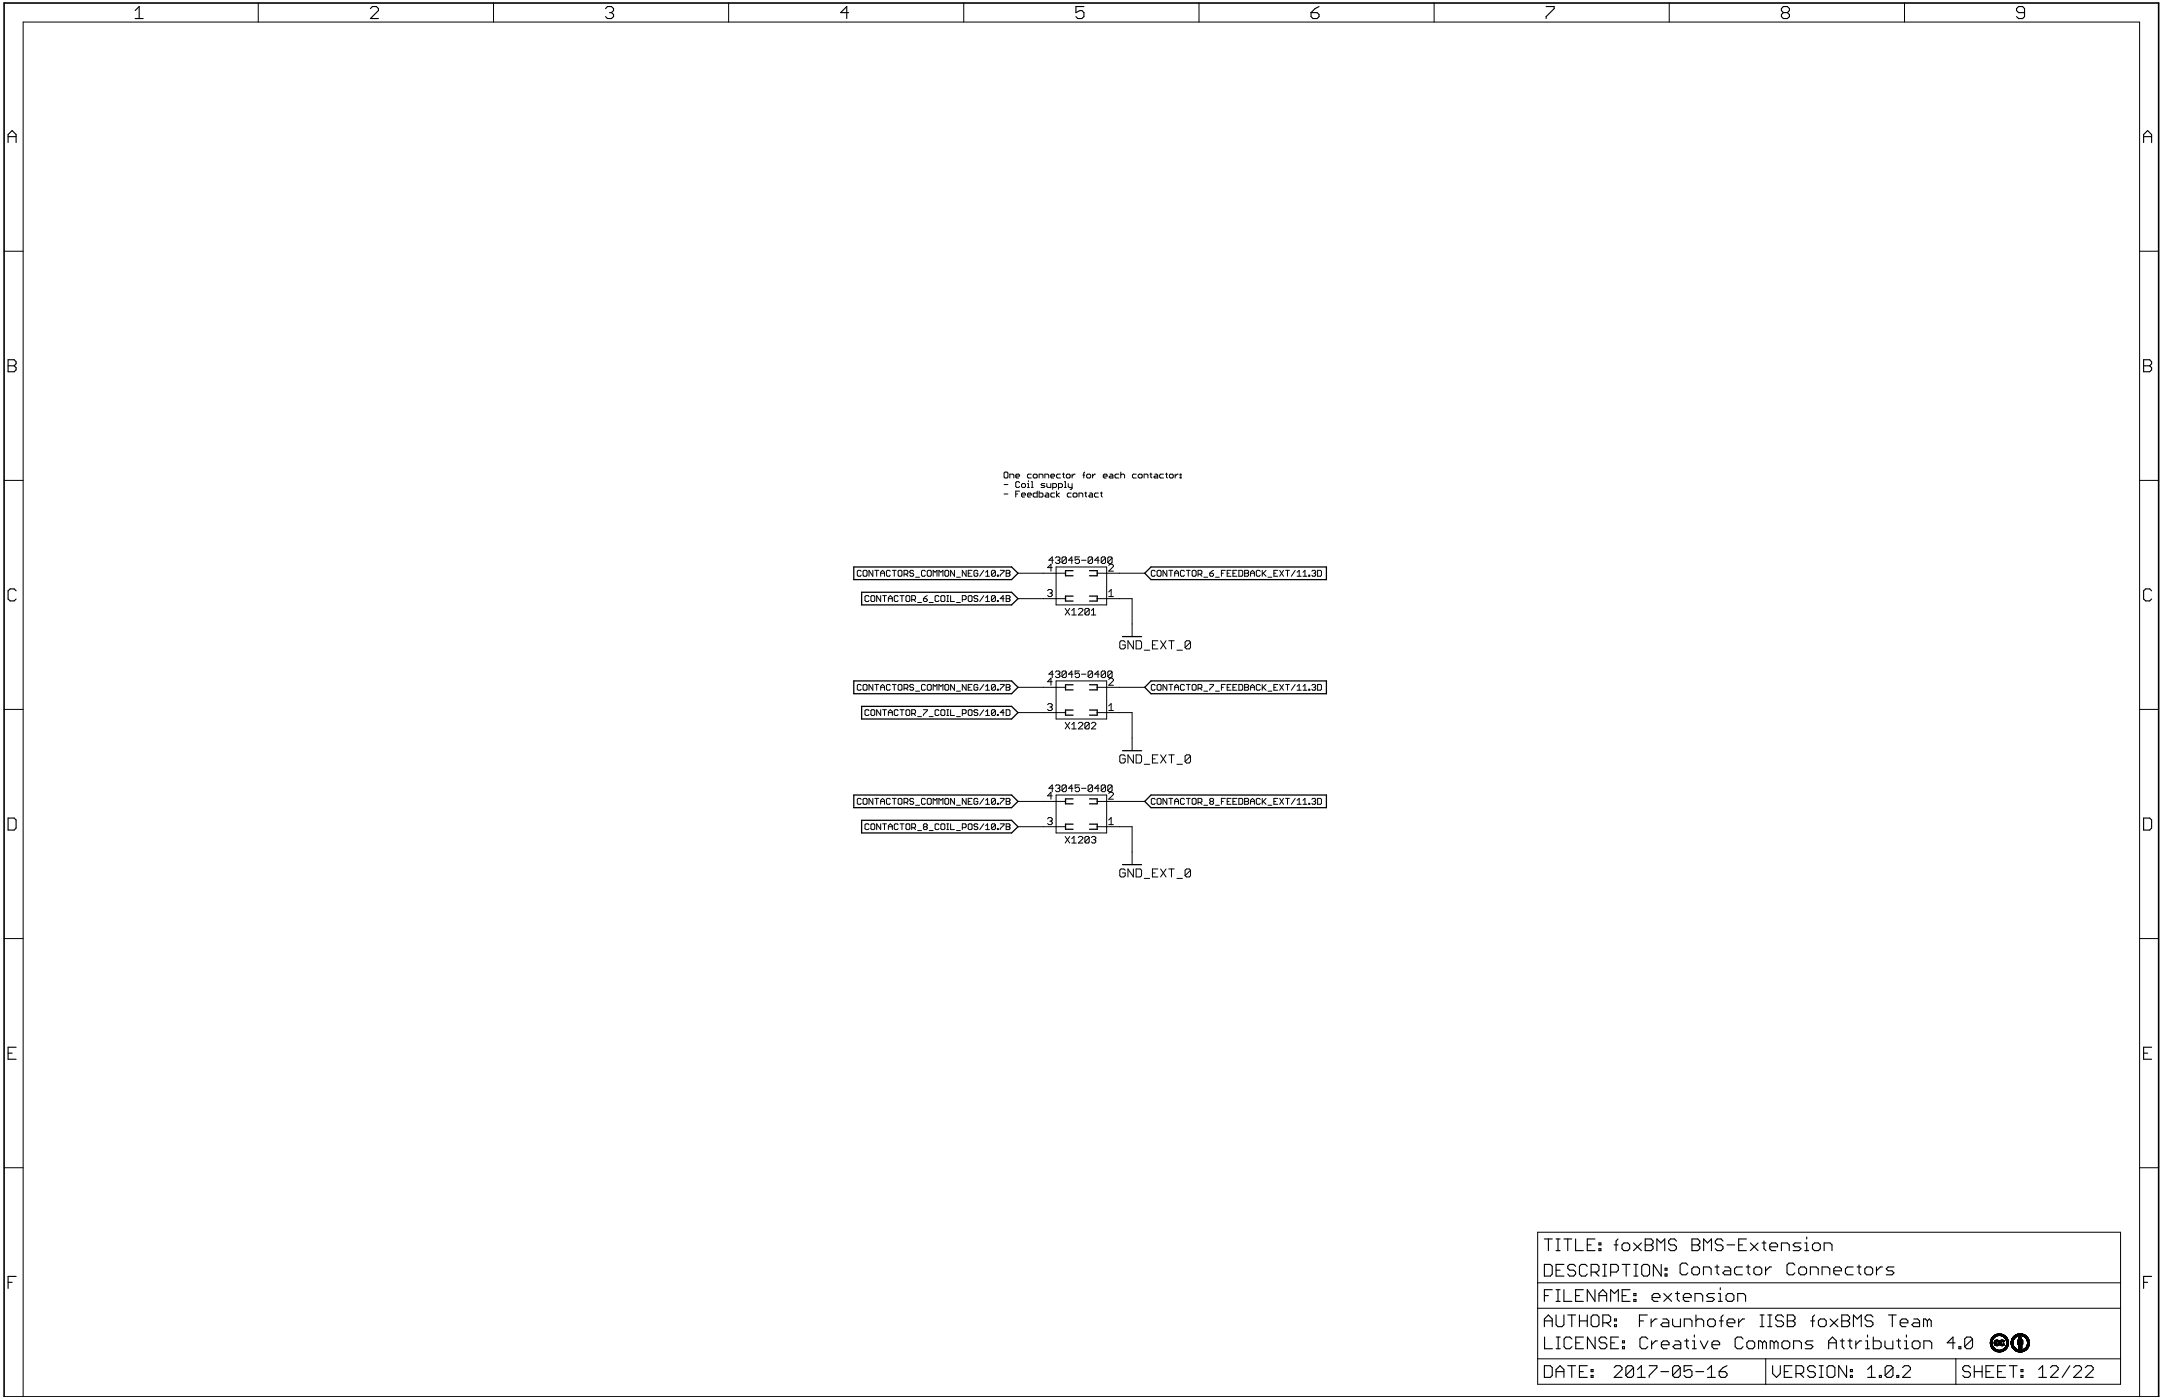 1 2 3 4 5 6 7 8 9
A A
B B
One connector for each contactor:
- Coil supply
- Feedback contact
C C
43045-0400
CONTACTORS_COMMON_NEG/10.7B 4 2 CONTACTOR_6_FEEDBACK_EXT/11.3D
CONTACTOR_6_COIL_POS/10.4B 3 1
X1201
GND_EXT_0
43045-0400
CONTACTORS_COMMON_NEG/10.7B 4 2 CONTACTOR_7_FEEDBACK_EXT/11.3D
CONTACTOR_7_COIL_POS/10.4D 3 1
X1202
GND_EXT_0
43045-0400
CONTACTORS_COMMON_NEG/10.7B 4 2 CONTACTOR_8_FEEDBACK_EXT/11.3D
D D
CONTACTOR_8_COIL_POS/10.7B 3 1
X1203
GND_EXT_0
E E
F F
TITLE: foxBMS BMS-Extension
DESCRIPTION: Contactor Connectors
FILENAME: extension
AUTHOR: Fraunhofer IISB foxBMS Team
LICENSE: Creative Commons Attribution 4.0 cc
DATE: 2017-05-16 VERSION: 1.0.2 SHEET: 12/22